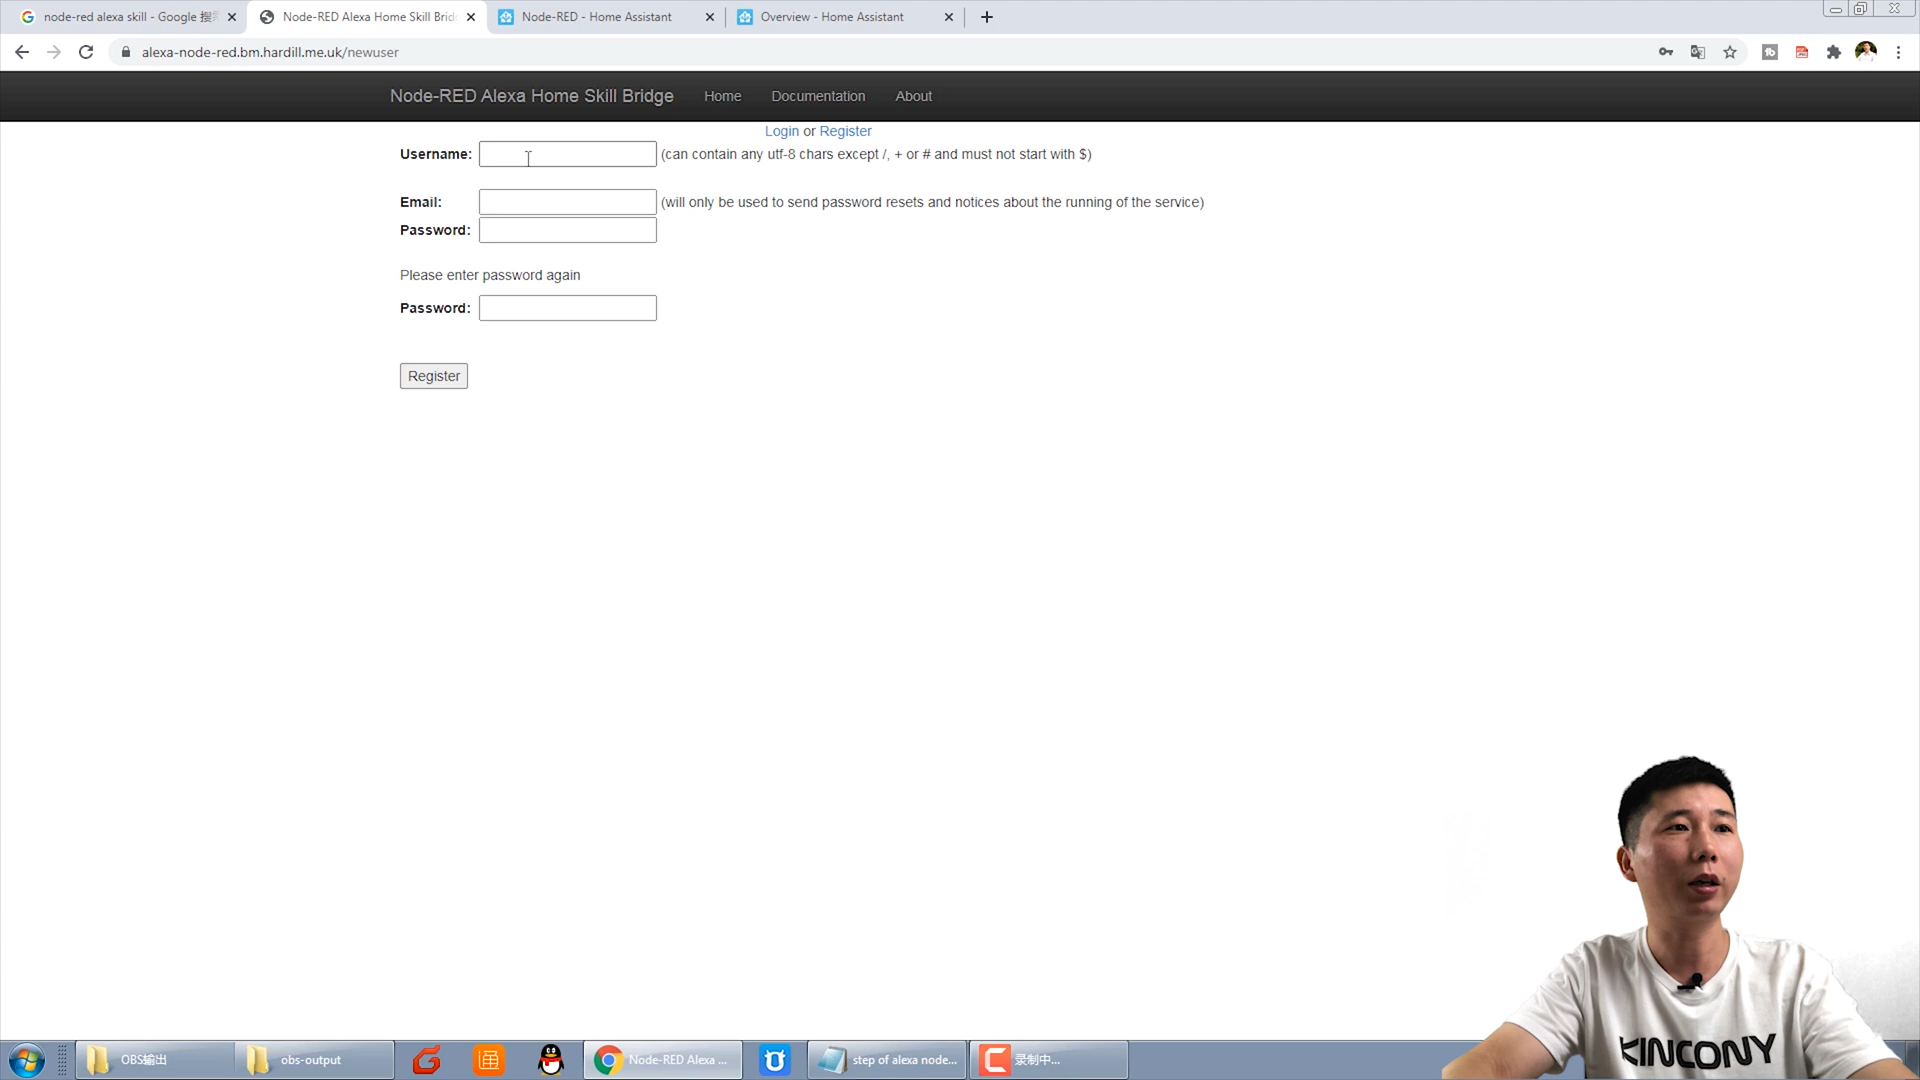 node-red alexa skill - Google 搜索
Node-RED Alexa Home Skill Brid
Node-RED - Home Assistant
Overview - Home Assistant
alexa-node-red.bm.hardill.me.uk/newuser
Node-RED Alexa Home Skill Bridge Home Documentation About
Login or Register
Username: (can contain any utf-8 chars except /, + or # and must not start with $)
Email: (will only be used to send password resets and notices about the running of the service)
Password:
Please enter password again
Password:
Register
KINCONY
OBS输出
obs-output
Node-RED Alexa ...
step of alexa node...
录制中...